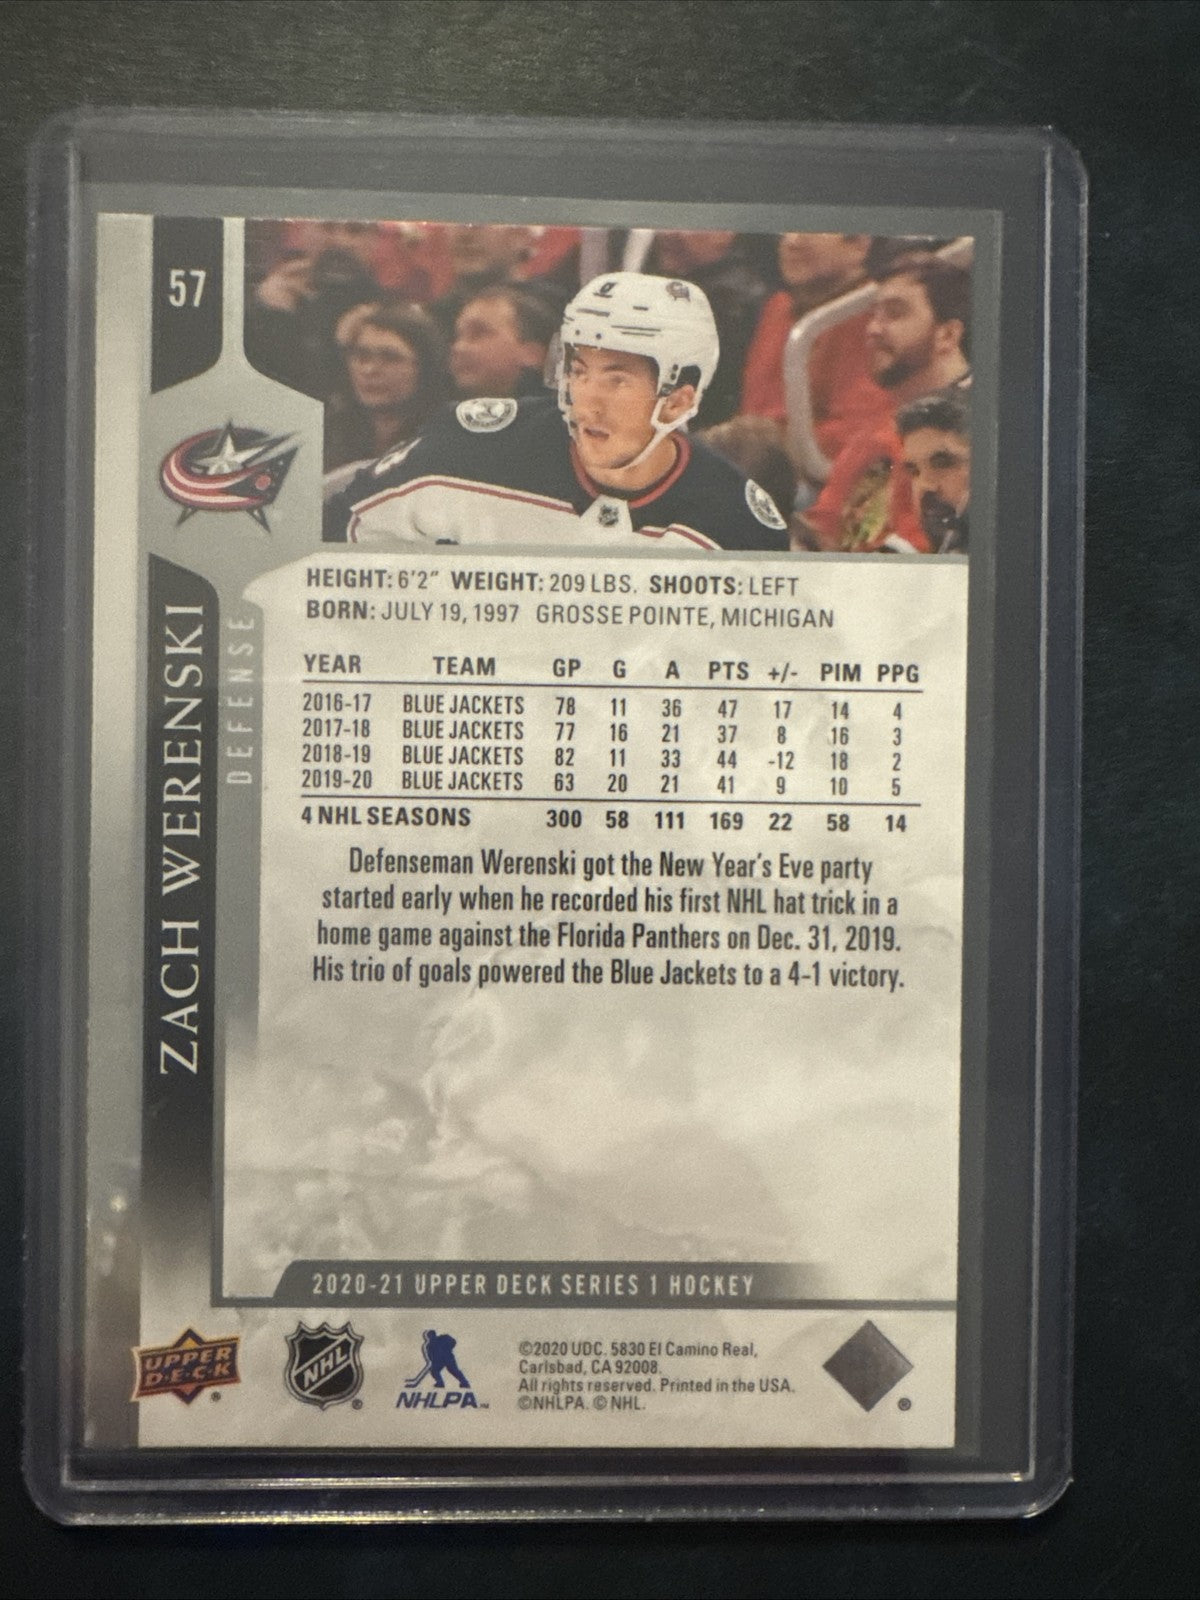 57
ZACH WERENSKI
DEFENSE
HEIGHT: 6'2" WEIGHT: 209 LBS. SHOOTS: LEFT
BORN: JULY 19, 1997 GROSSE POINTE, MICHIGAN
YEAR TEAM GP G A PTS +/- PIM PPG
2016-17 BLUE JACKETS 78 11 36 47 17 14 4
2017-18 BLUE JACKETS 77 16 21 37 8 16 3
2018-19 BLUE JACKETS 82 11 33 44 -12 18 2
2019-20 BLUE JACKETS 63 20 21 41 9 10 5
4 NHL SEASONS 300 58 111 169 22 58 14
Defenseman Werenski got the New Year's Eve party
started early when he recorded his first NHL hat trick in a
home game against the Florida Panthers on Dec. 31, 2019.
His trio of goals powered the Blue Jackets to a 4-1 victory.
2020-21 UPPER DECK SERIES 1 HOCKEY
UPPER
D·E·C·K
®
NHL
®
NHLPA™
©2020 UDC. 5830 El Camino Real,
Carlsbad, CA 92008.
All rights reserved. Printed in the USA.
©NHLPA. © NHL.
®